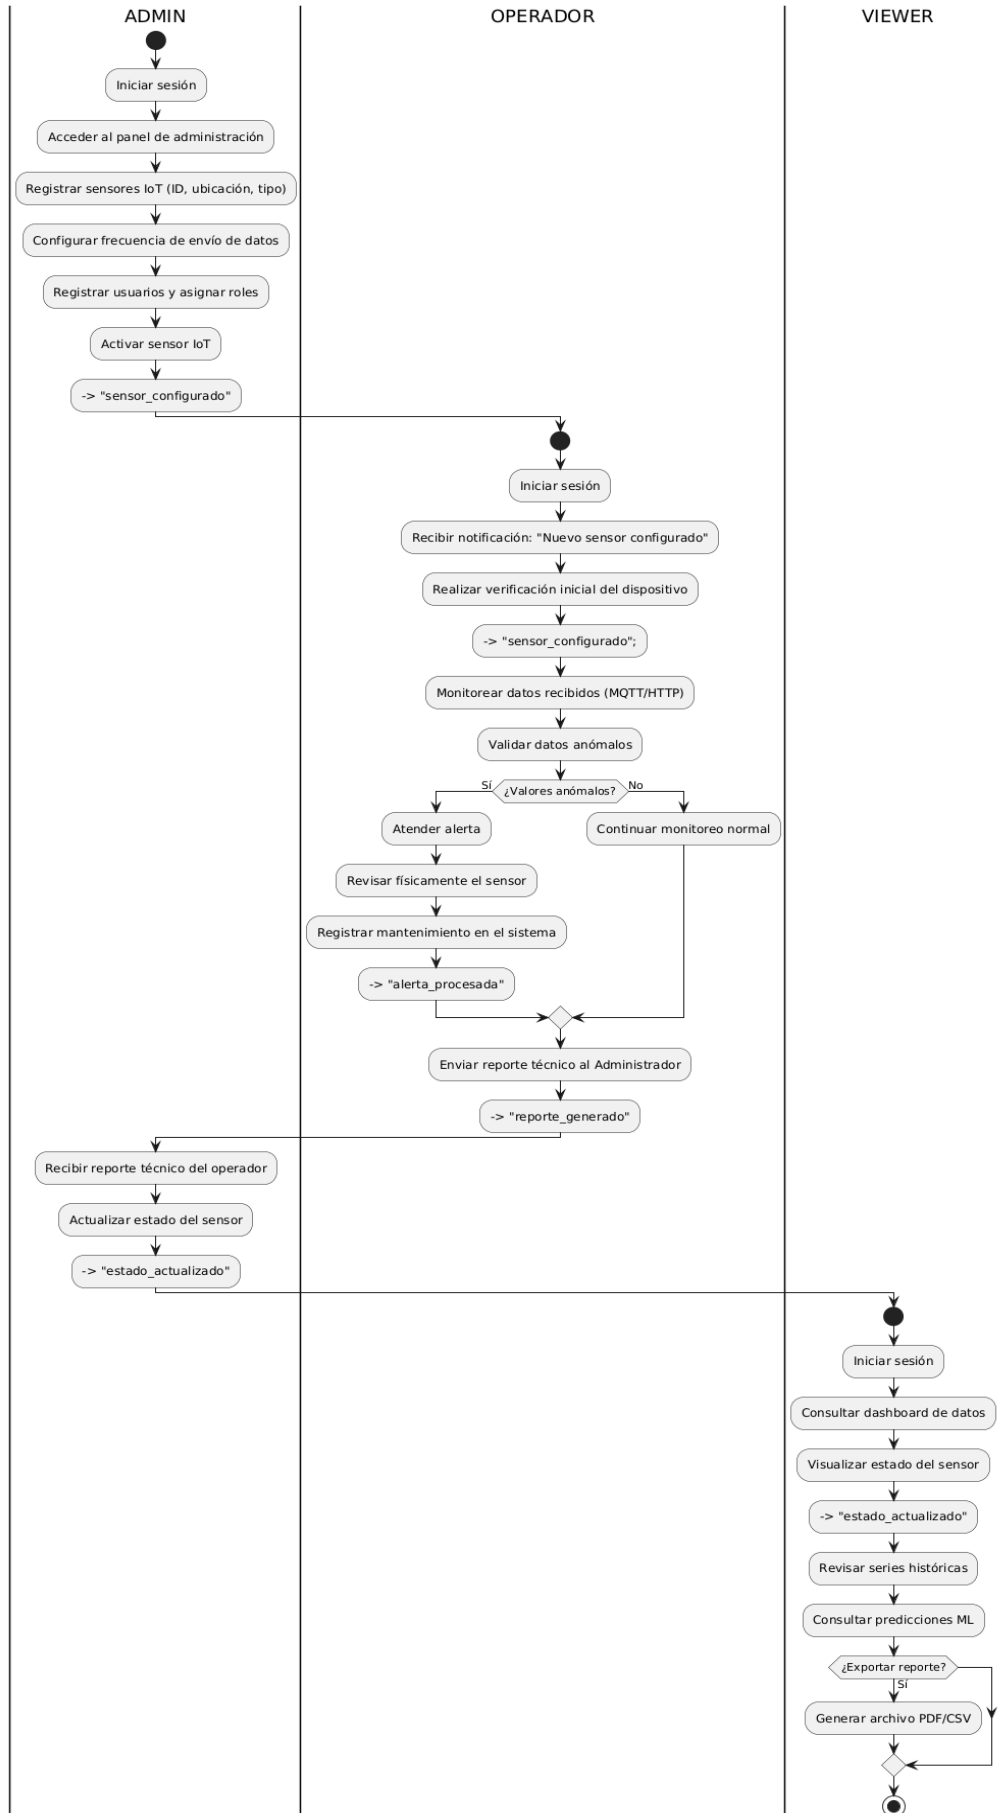 ADMIN
OPERADOR
VIEWER
Iniciar sesión
Acceder al panel de administración
Registrar sensores IoT (ID, ubicación, tipo)
Configurar frecuencia de envío de datos
Registrar usuarios y asignar roles
Activar sensor IoT
-> "sensor_configurado"
Iniciar sesión
Recibir notificación: "Nuevo sensor configurado"
Realizar verificación inicial del dispositivo
-> "sensor_configurado";
Monitorear datos recibidos (MQTT/HTTP)
Validar datos anómalos
Sí
¿Valores anómalos?
No
Atender alerta
Continuar monitoreo normal
Revisar físicamente el sensor
Registrar mantenimiento en el sistema
-> "alerta_procesada"
Enviar reporte técnico al Administrador
-> "reporte_generado"
Recibir reporte técnico del operador
Actualizar estado del sensor
-> "estado_actualizado"
Iniciar sesión
Consultar dashboard de datos
Visualizar estado del sensor
-> "estado_actualizado"
Revisar series históricas
Consultar predicciones ML
¿Exportar reporte?
Sí
Generar archivo PDF/CSV